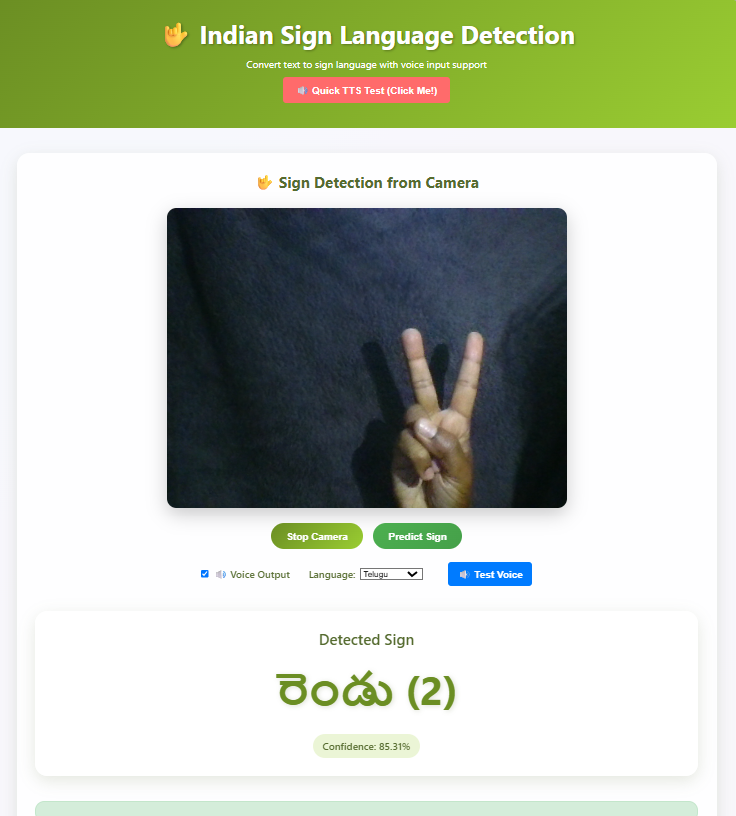 🤟 Indian Sign Language Detection
Convert text to sign language with voice input support
🔊 Quick TTS Test (Click Me!)
🤟 Sign Detection from Camera
Stop Camera Predict Sign
🔊 Voice Output Language: Telugu 🔊 Test Voice
Detected Sign
రెండు (2)
Confidence: 85.31%